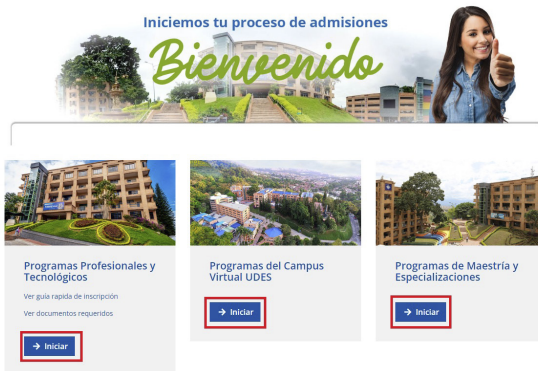 Iniciemos tu proceso de admisiones
Bienvenido
Programas Profesionales y
Tecnológicos
Ver guía rapida de inscripción
Ver documentos requeridos
→ Iniciar
Programas del Campus
Virtual UDES
→ Iniciar
Programas de Maestría y
Especializaciones
→ Iniciar